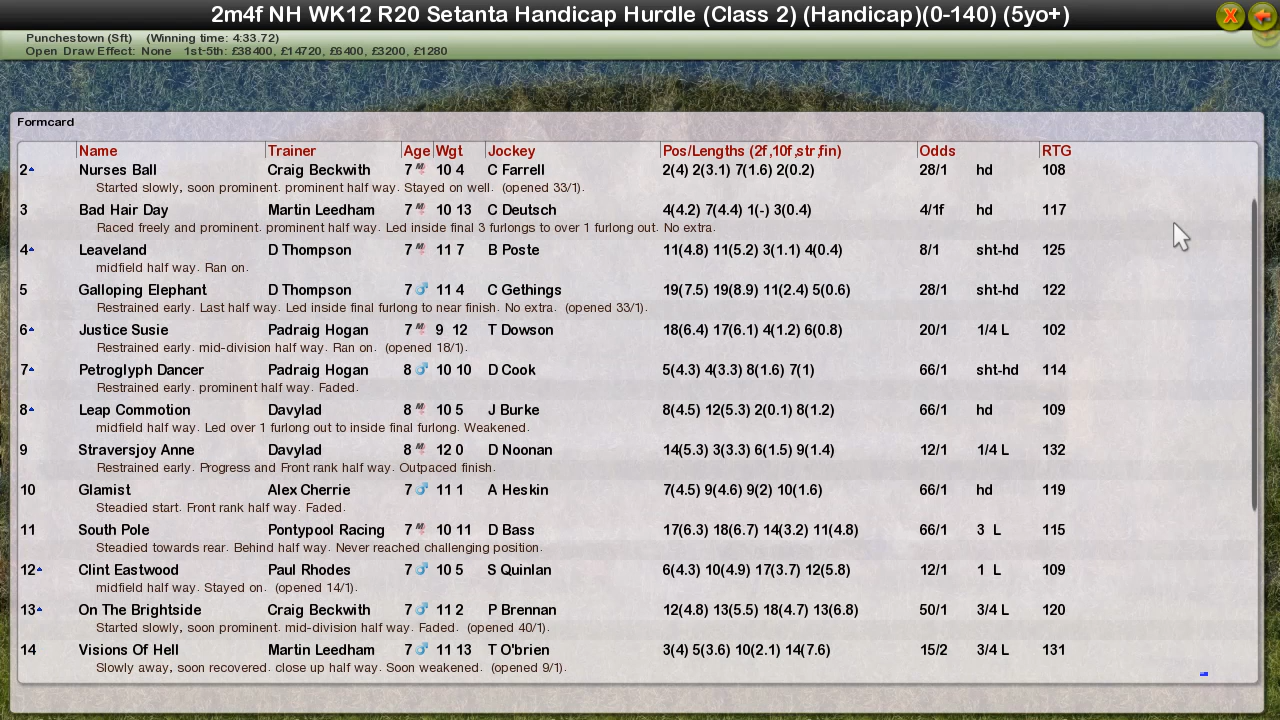 2m4f NH WK12 R20 Setanta Handicap Hurdle (Class 2) (Handicap)(0-140) (5yo+)
Punchestown (Sft) (Winning time: 4:33.72)
Open Draw Effect: None 1st-5th: £38400, £14720, £6400, £3200, £1280
Formcard
Name Trainer Age Wgt Jockey Pos/Lengths (2f,10f,str,fin) Odds RTG
2 Nurses Ball Craig Beckwith 7 10 4 C Farrell 2(4) 2(3.1) 7(1.6) 2(0.2) 28/1 hd 108
Started slowly, soon prominent. prominent half way. Stayed on well. (opened 33/1).
3 Bad Hair Day Martin Leedham 7 10 13 C Deutsch 4(4.2) 7(4.4) 1(-) 3(0.4) 4/1f hd 117
Raced freely and prominent. prominent half way. Led inside final 3 furlongs to over 1 furlong out. No extra.
4 Leaveland D Thompson 7 11 7 B Poste 11(4.8) 11(5.2) 3(1.1) 4(0.4) 8/1 sht-hd 125
midfield half way. Ran on.
5 Galloping Elephant D Thompson 7 11 4 C Gethings 19(7.5) 19(8.9) 11(2.4) 5(0.6) 28/1 sht-hd 122
Restrained early. Last half way. Led inside final furlong to near finish. No extra. (opened 33/1).
6 Justice Susie Padraig Hogan 7 9 12 T Dowson 18(6.4) 17(6.1) 4(1.2) 6(0.8) 20/1 1/4 L 102
Restrained early. mid-division half way. Ran on. (opened 18/1).
7 Petroglyph Dancer Padraig Hogan 8 10 10 D Cook 5(4.3) 4(3.3) 8(1.6) 7(1) 66/1 sht-hd 114
Restrained early. prominent half way. Faded.
8 Leap Commotion Davylad 8 10 5 J Burke 8(4.5) 12(5.3) 2(0.1) 8(1.2) 66/1 hd 109
midfield half way. Led over 1 furlong out to inside final furlong. Weakened.
9 Straversjoy Anne Davylad 8 12 0 D Noonan 14(5.3) 3(3.3) 6(1.5) 9(1.4) 12/1 1/4 L 132
Restrained early. Progress and Front rank half way. Outpaced finish.
10 Glamist Alex Cherrie 7 11 1 A Heskin 7(4.5) 9(4.6) 9(2) 10(1.6) 66/1 hd 119
Steadied start. Front rank half way. Faded.
11 South Pole Pontypool Racing 7 10 11 D Bass 17(6.3) 18(6.7) 14(3.2) 11(4.8) 66/1 3 L 115
Steadied towards rear. Behind half way. Never reached challenging position.
12 Clint Eastwood Paul Rhodes 7 10 5 S Quinlan 6(4.3) 10(4.9) 17(3.7) 12(5.8) 12/1 1 L 109
midfield half way. Stayed on. (opened 14/1).
13 On The Brightside Craig Beckwith 7 11 2 P Brennan 12(4.8) 13(5.5) 18(4.7) 13(6.8) 50/1 3/4 L 120
Started slowly, soon prominent. mid-division half way. Faded. (opened 40/1).
14 Visions Of Hell Martin Leedham 7 11 13 T O'brien 3(4) 5(3.6) 10(2.1) 14(7.6) 15/2 3/4 L 131
Slowly away, soon recovered. close up half way. Soon weakened. (opened 9/1).